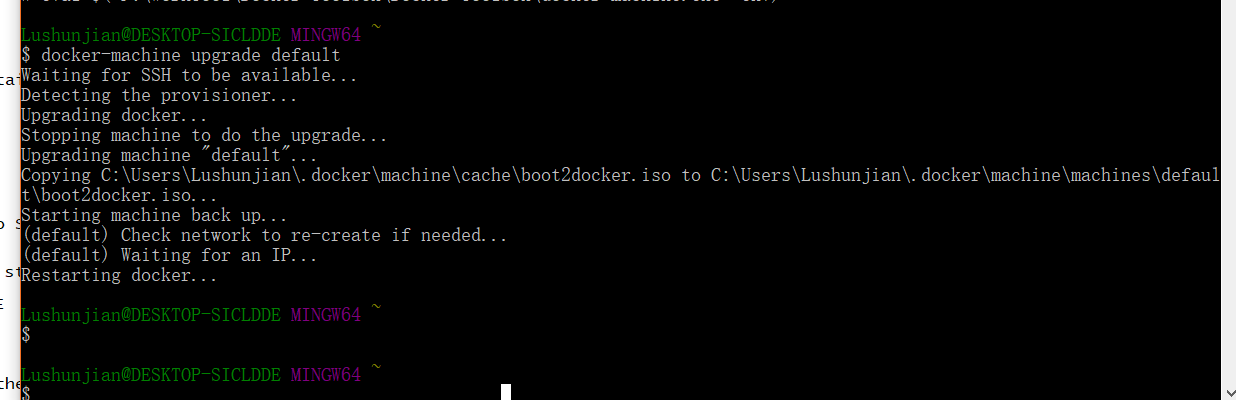 Lushunjian@DESKTOP-SICLDDE MINGW64 ~
$ docker-machine upgrade default
Waiting for SSH to be available...
Detecting the provisioner...
Upgrading docker...
Stopping machine to do the upgrade...
Upgrading machine "default"...
Copying C:\Users\Lushunjian\.docker\machine\cache\boot2docker.iso to C:\Users\Lushunjian\.docker\machine\machines\defaul
t\boot2docker.iso...
Starting machine back up...
(default) Check network to re-create if needed...
(default) Waiting for an IP...
Restarting docker...
Lushunjian@DESKTOP-SICLDDE MINGW64 ~
$
Lushunjian@DESKTOP-SICLDDE MINGW64 ~
$